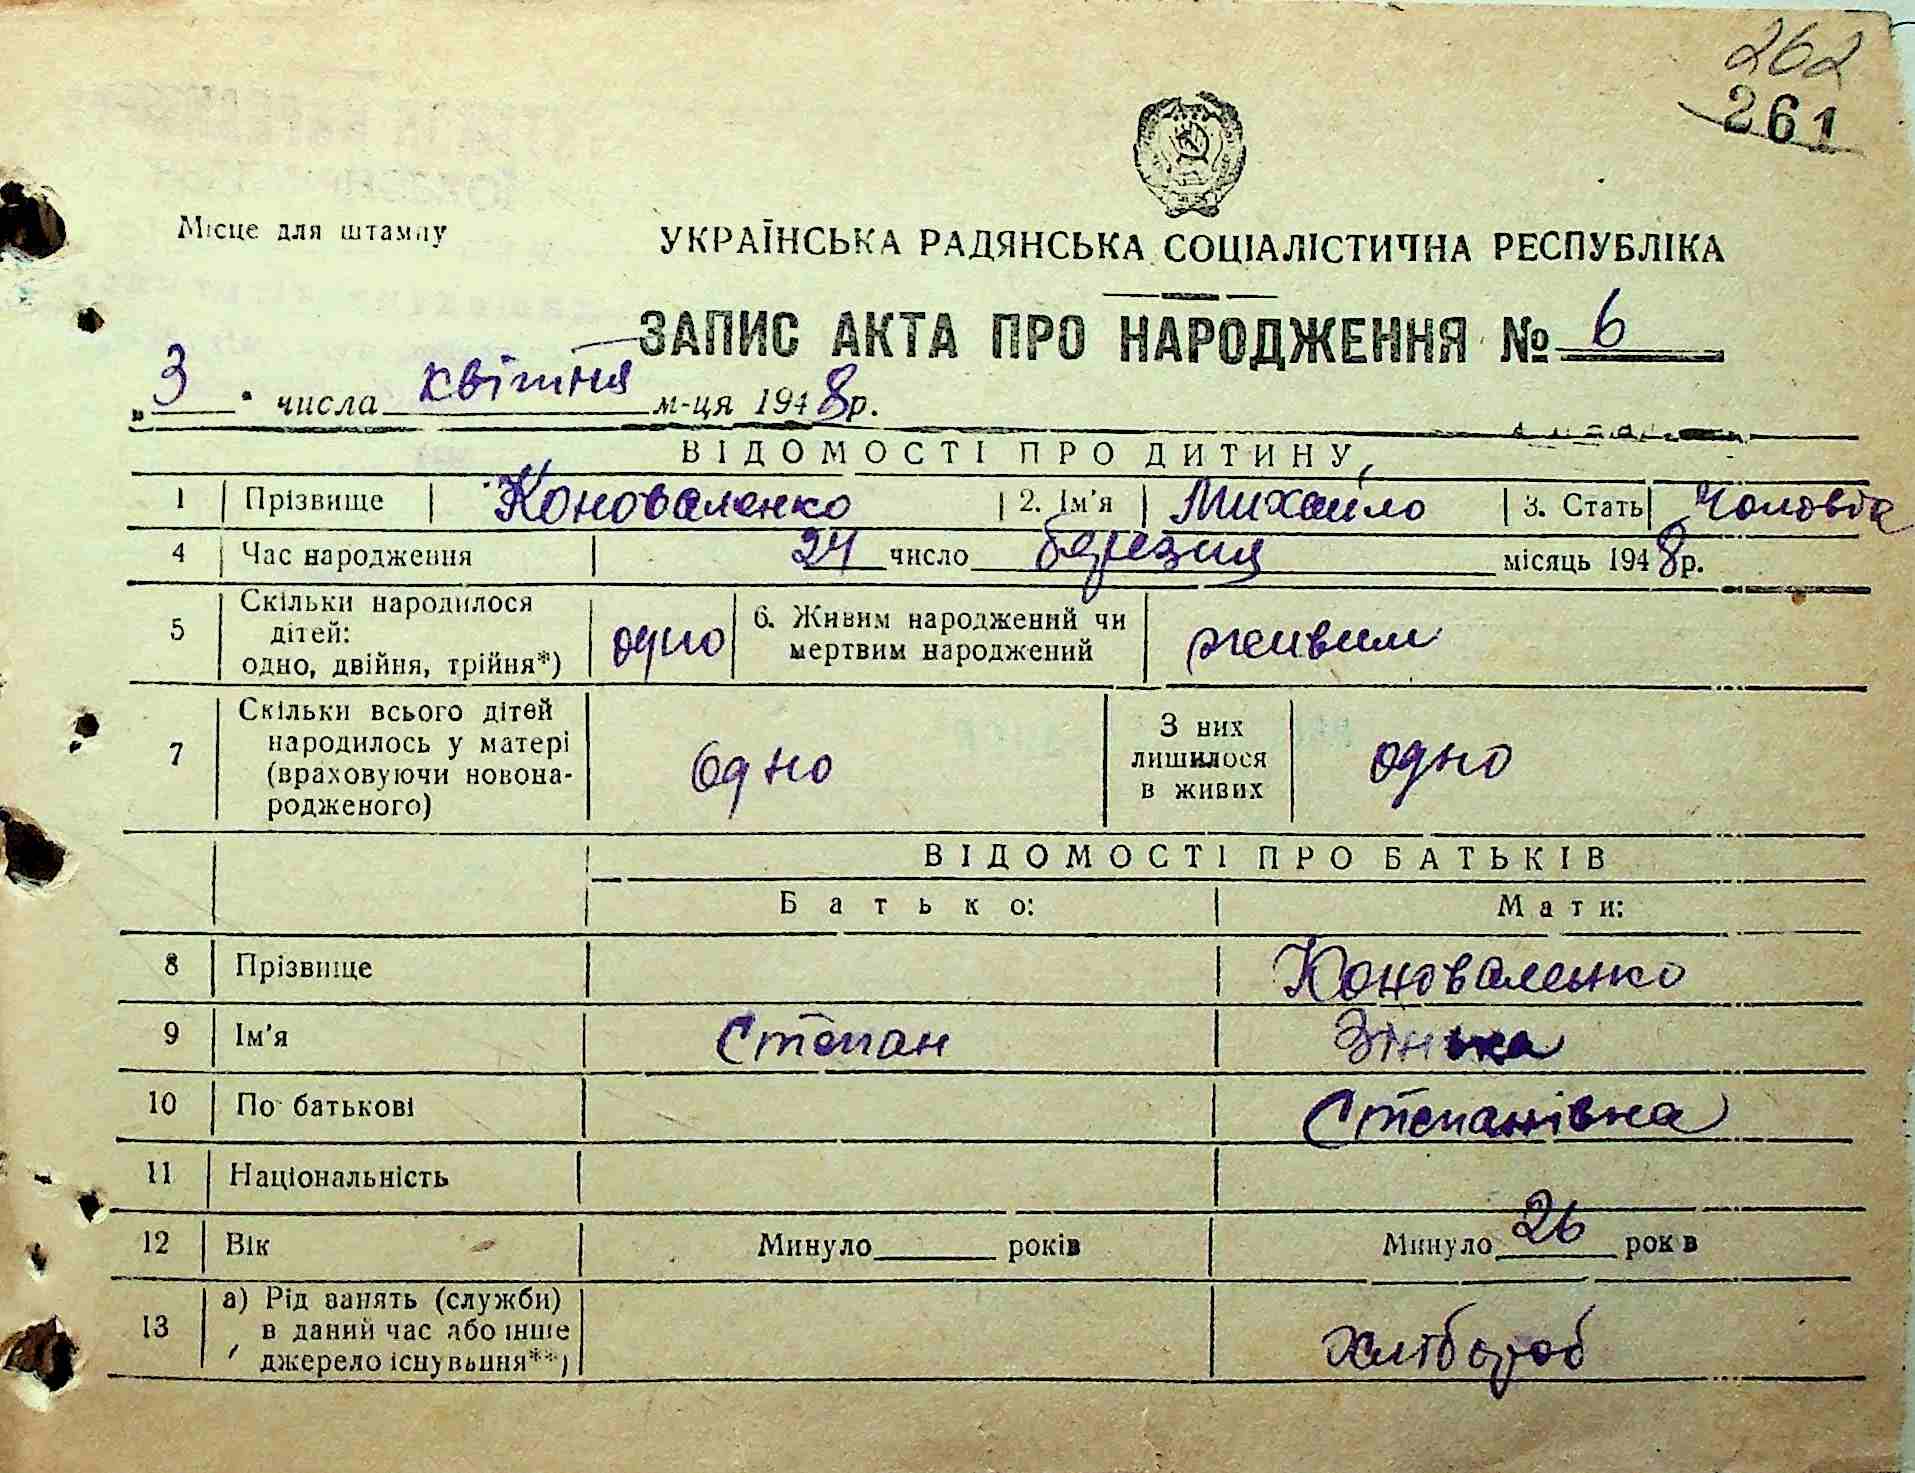 262
261
Місце для штампу
УКРАЇНСЬКА РАДЯНСЬКА СОЦІАЛІСТИЧНА РЕСПУБЛІКА
ЗАПИС АКТА ПРО НАРОДЖЕННЯ № 6
„3" числа квітня м-ця 1948р.
ВІДОМОСТІ ПРО ДИТИНУ
1 Прізвище Коноваленко 2. Ім'я Михайло 3. Стать Чоловіча
4 Час народження 24 число березня місяць 1948р.
5 Скільки народилося дітей: одно, двійня, трійня*) одно 6. Живим народжений чи мертвим народжений живим
7 Скільки всього дітей народилось у матері (враховуючи новона-родженого) одно З них лишилося в живих одно
ВІДОМОСТІ ПРО БАТЬКІВ
Батько: Мати:
8 Прізвище Коноваленко
9 Ім'я Степан Зінька
10 По батькові Степанівна
11 Національність
12 Вік Минуло років Минуло 26 років
13 а) Рід занять (служби) в даний час або інше джерело існування**) хлібороб